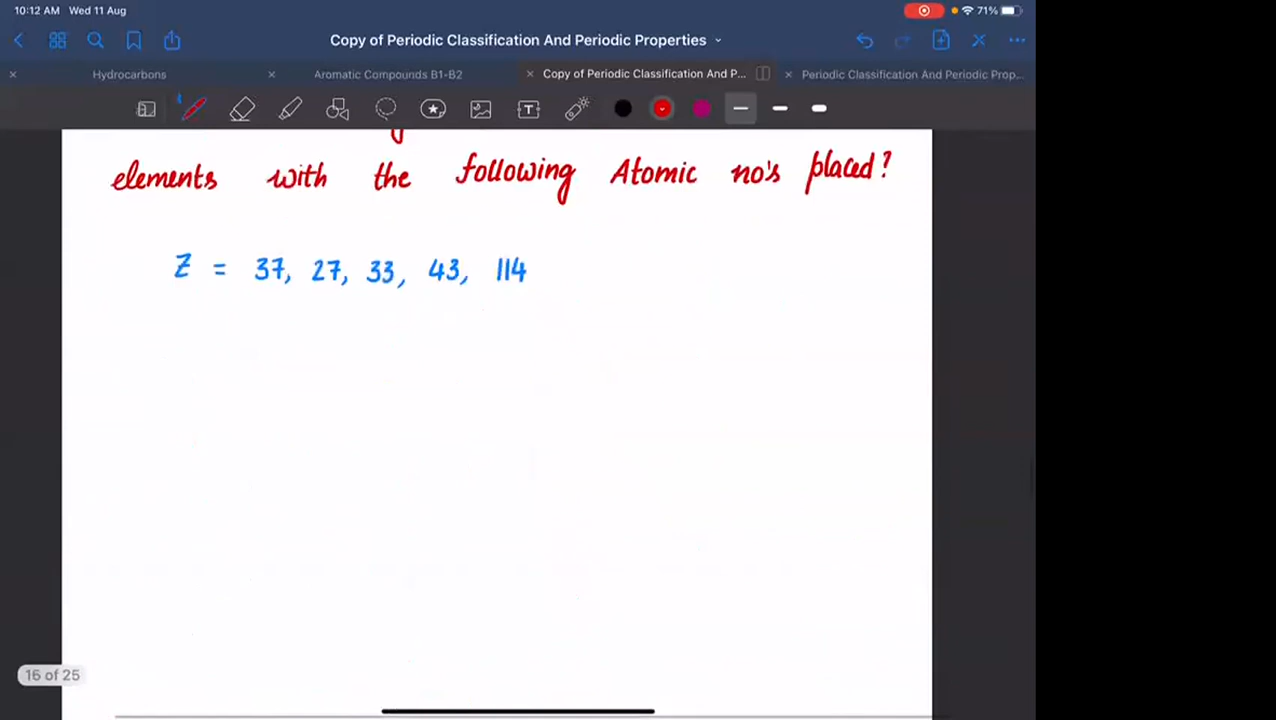 10:12 AM Wed 11 Aug
71%
Copy of Periodic Classification And Periodic Properties
Hydrocarbons
Aromatic Compounds B1-B2
Copy of Periodic Classification And P...
Periodic Classification And Periodic Prop...
elements with the following Atomic no's placed?
Z = 37, 27, 33, 43, 114
16 of 25